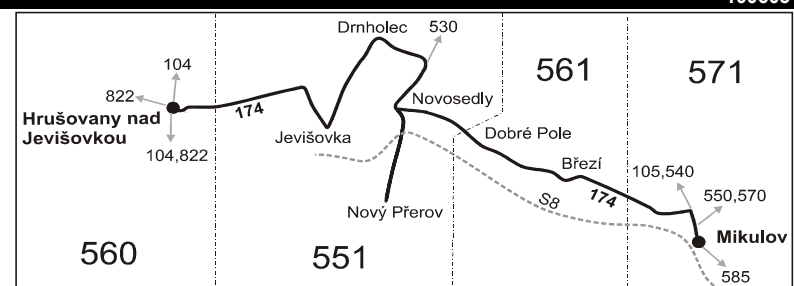 Drnholec
530
104
561
571
822
Hrušovany nad
Jevišovkou
174
Novosedly
Jevišovka
Dobré Pole
104,822
Březí
105,540
174
550,570
S8
Nový Přerov
Mikulov
560
551
585